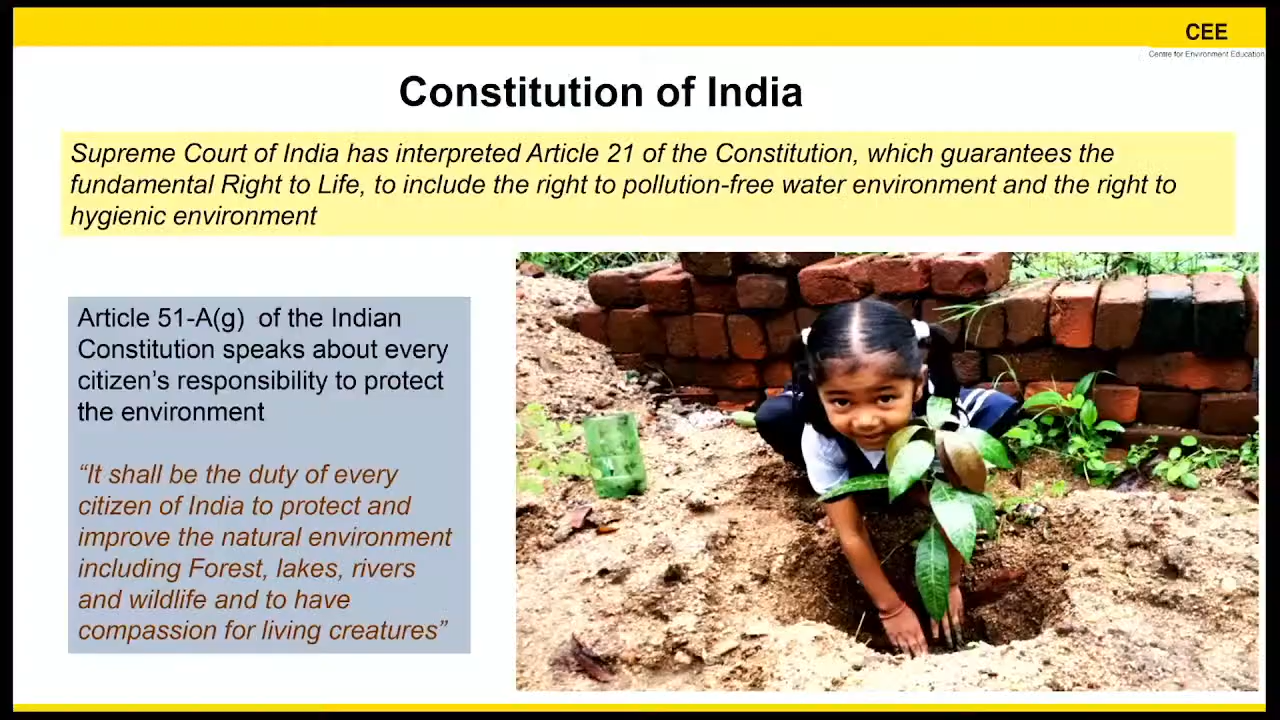 CEE
Centre for Environment Education
Constitution of India
Supreme Court of India has interpreted Article 21 of the Constitution, which guarantees the
fundamental Right to Life, to include the right to pollution-free water environment and the right to
hygienic environment
Article 51-A(g) of the Indian
Constitution speaks about every
citizen’s responsibility to protect
the environment
“It shall be the duty of every
citizen of India to protect and
improve the natural environment
including Forest, lakes, rivers
and wildlife and to have
compassion for living creatures”